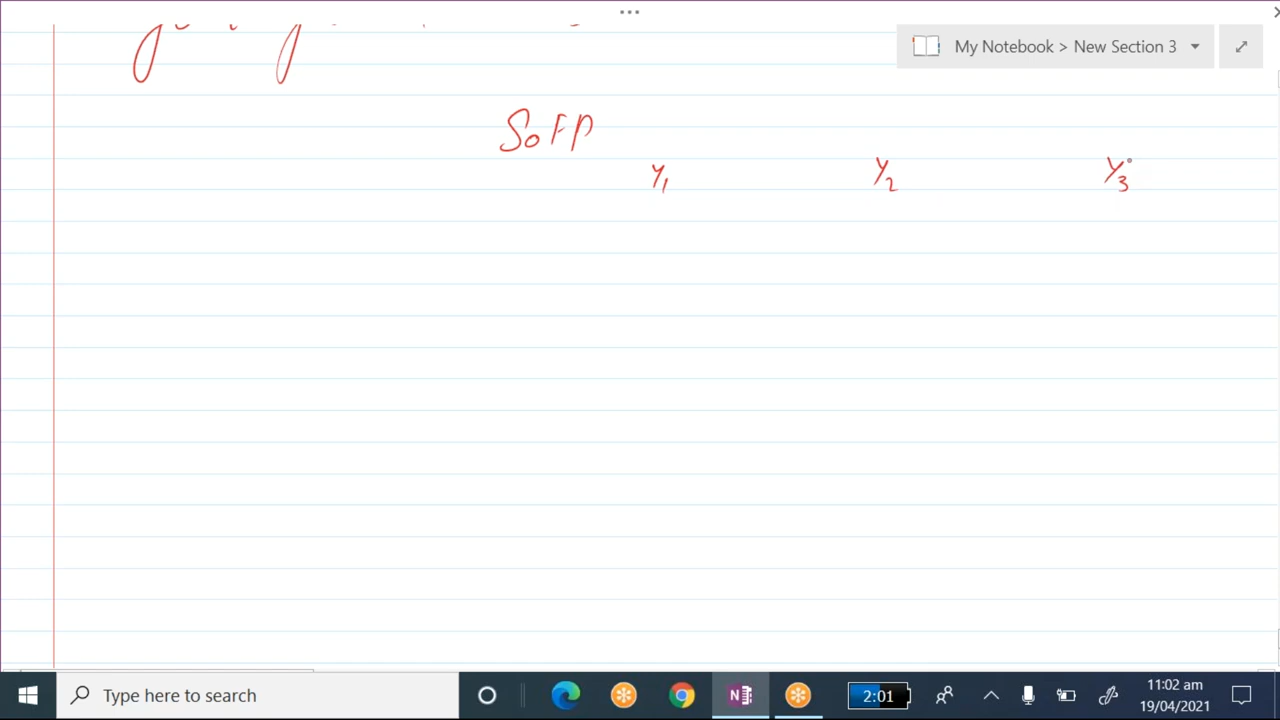 ...
My Notebook > New Section 3
SoFP
Y1 Y2 Y3
Type here to search
2:01
11:02 am
19/04/2021